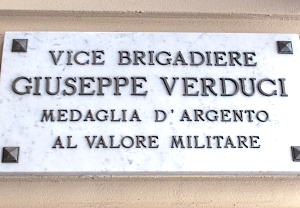 VICE BRIGADIERE
GIUSEPPE VERDUCI
MEDAGLIA D'ARGENTO
AL VALORE MILITARE